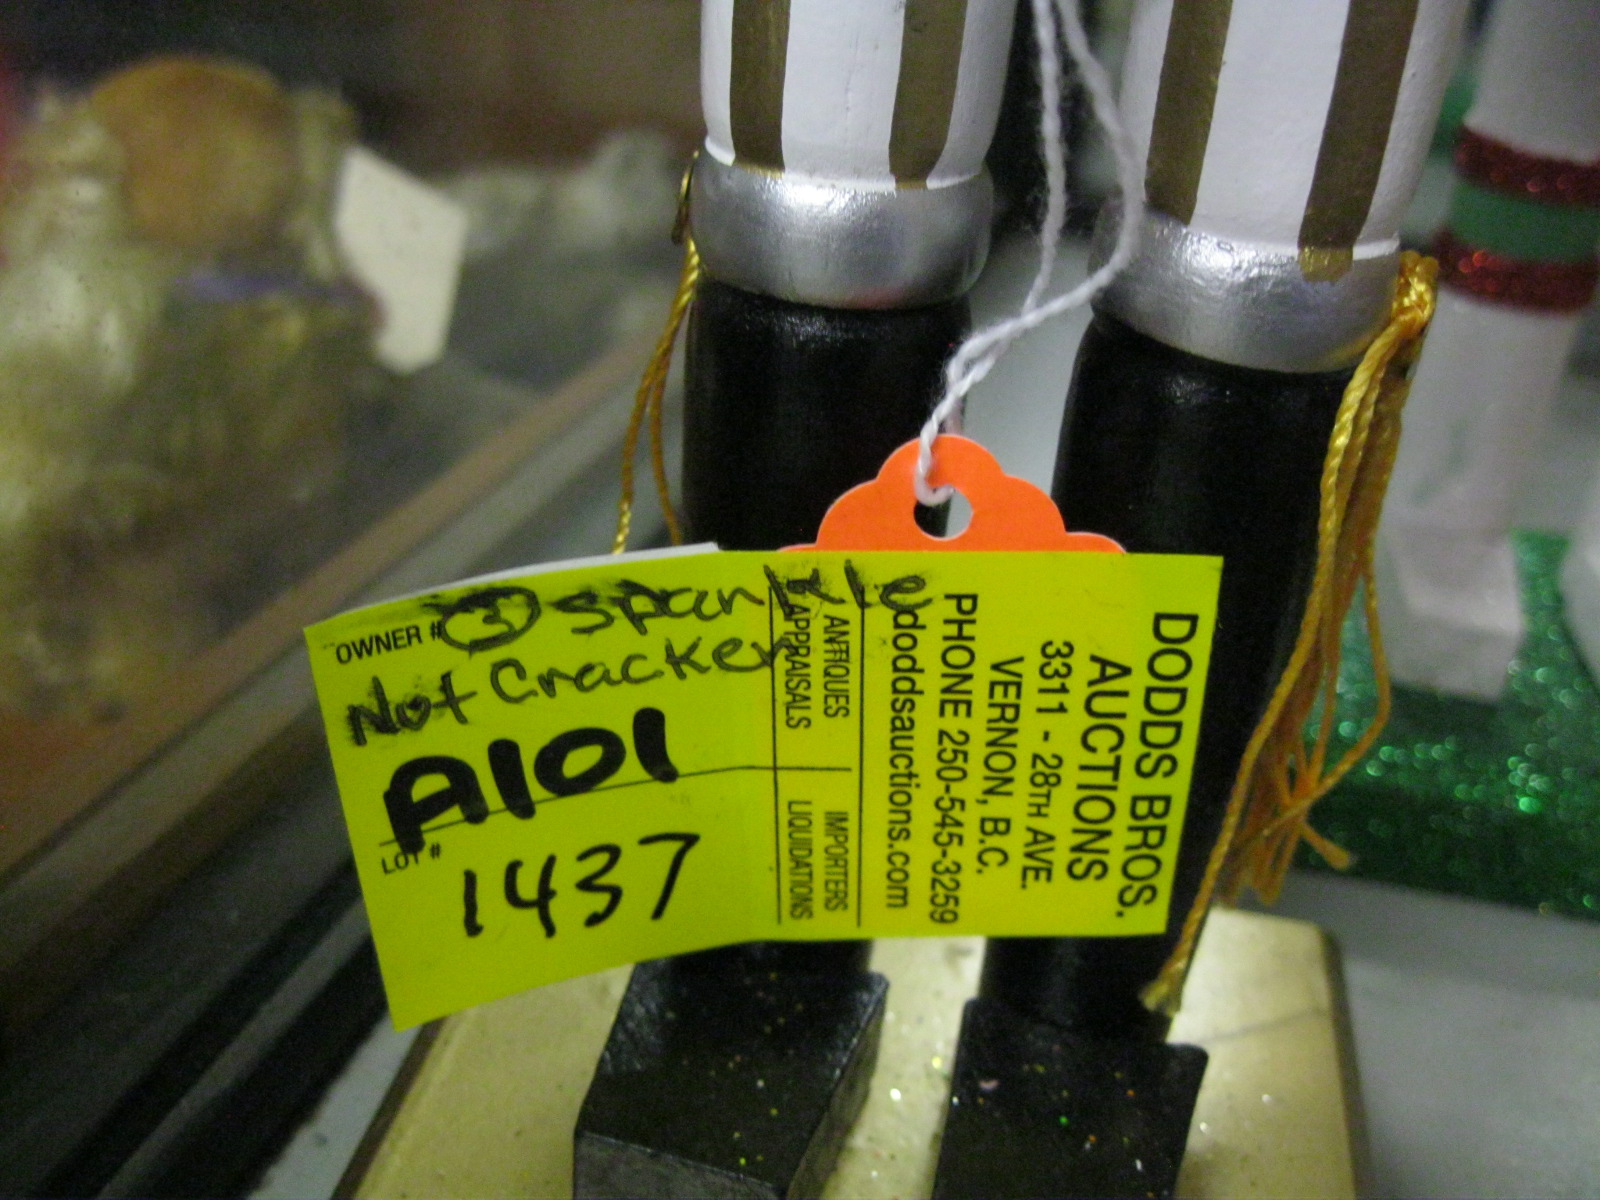 OWNER # ③ Spankle
Not Cracker
A101
LOT #
1437
DODDS BROS.
AUCTIONS
3311 - 28TH AVE.
VERNON, B.C.
PHONE 250-545-3259
doddsauctions.com
ANTIQUES IMPORTERS
APPRAISALS LIQUIDATIONS